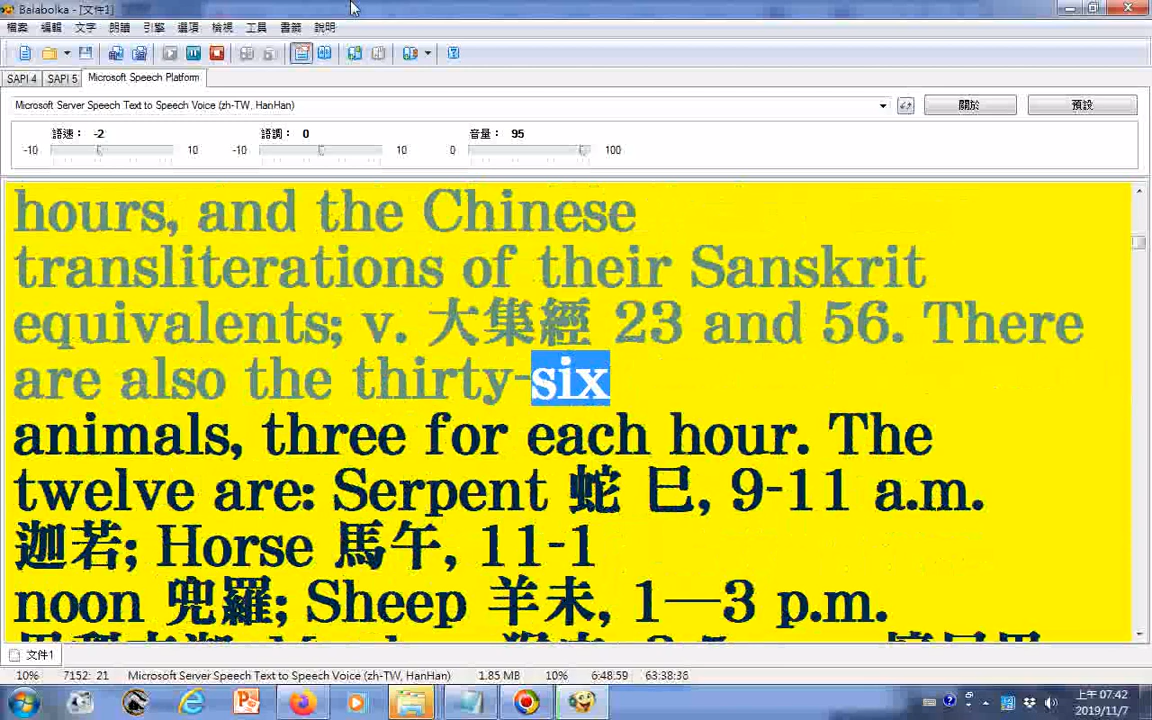 Balabolka - [文件1]
檔案 編輯 文字 朗讀 引擎 選項 檢視 工具 書籤 說明
SAPI 4 SAPI 5 Microsoft Speech Platform
Microsoft Server Speech Text to Speech Voice (zh-TW, HanHan) 關於 預設
語速： -2 語調： 0 音量： 95
-10 10 -10 10 0 100
hours, and the Chinese
transliterations of their Sanskrit
equivalents; v. 大集經 23 and 56. There
are also the thirty-six
animals, three for each hour. The
twelve are: Serpent 蛇 巳, 9-11 a.m.
迦若; Horse 馬午, 11-1
noon 兜羅; Sheep 羊未, 1—3 p.m.
文件1
10% 7152: 21 Microsoft Server Speech Text to Speech Voice (zh-TW, HanHan) 1.85 MB 10% 6:48:59 63:38:36
上午 07:42
2019/11/7